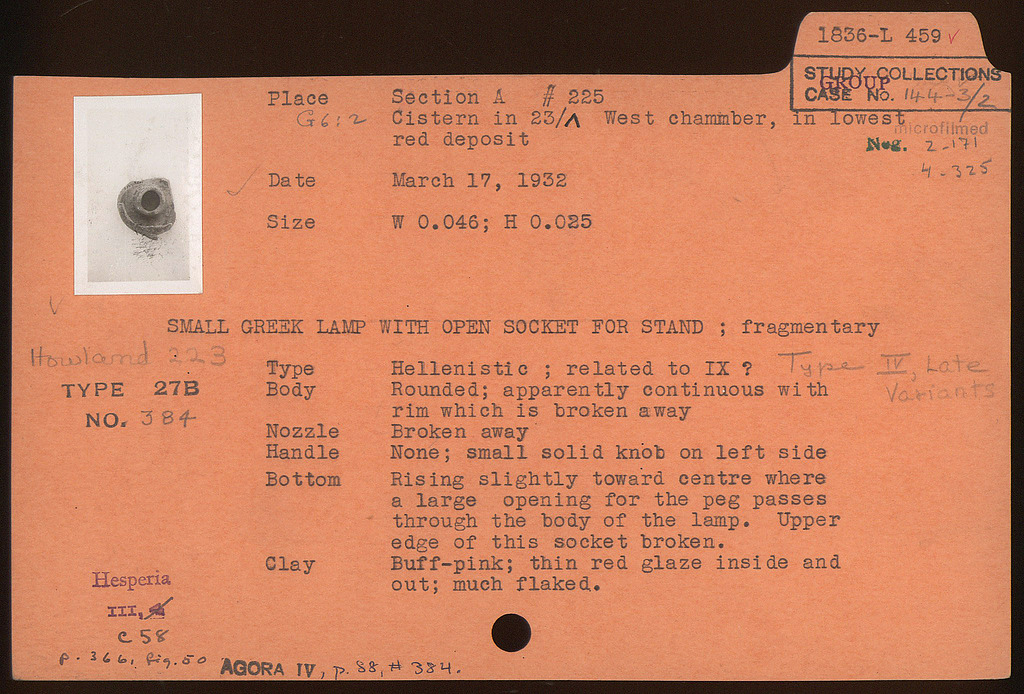 1836-L 459 ✓
STUDY COLLECTIONS
GROUP
CASE No. 144-3/2
Place Section A # 225
G6:2 Cistern in 23/Λ West chammber, in lowest
red deposit
microfilmed
Neg. 2-171
4-325
Date March 17, 1932
Size W 0.046; H 0.025
SMALL GREEK LAMP WITH OPEN SOCKET FOR STAND ; fragmentary
Howland 223
TYPE 27B
NO. 384
Type Hellenistic ; related to IX ? Type IV, Late
Variants
Body Rounded; apparently continuous with
rim which is broken away
Nozzle Broken away
Handle None; small solid knob on left side
Bottom Rising slightly toward centre where
a large opening for the peg passes
through the body of the lamp. Upper
edge of this socket broken.
Clay Buff-pink; thin red glaze inside and
out; much flaked.
Hesperia
III,
C 58
p. 366, fig. 50
AGORA IV, p. 88, # 384.